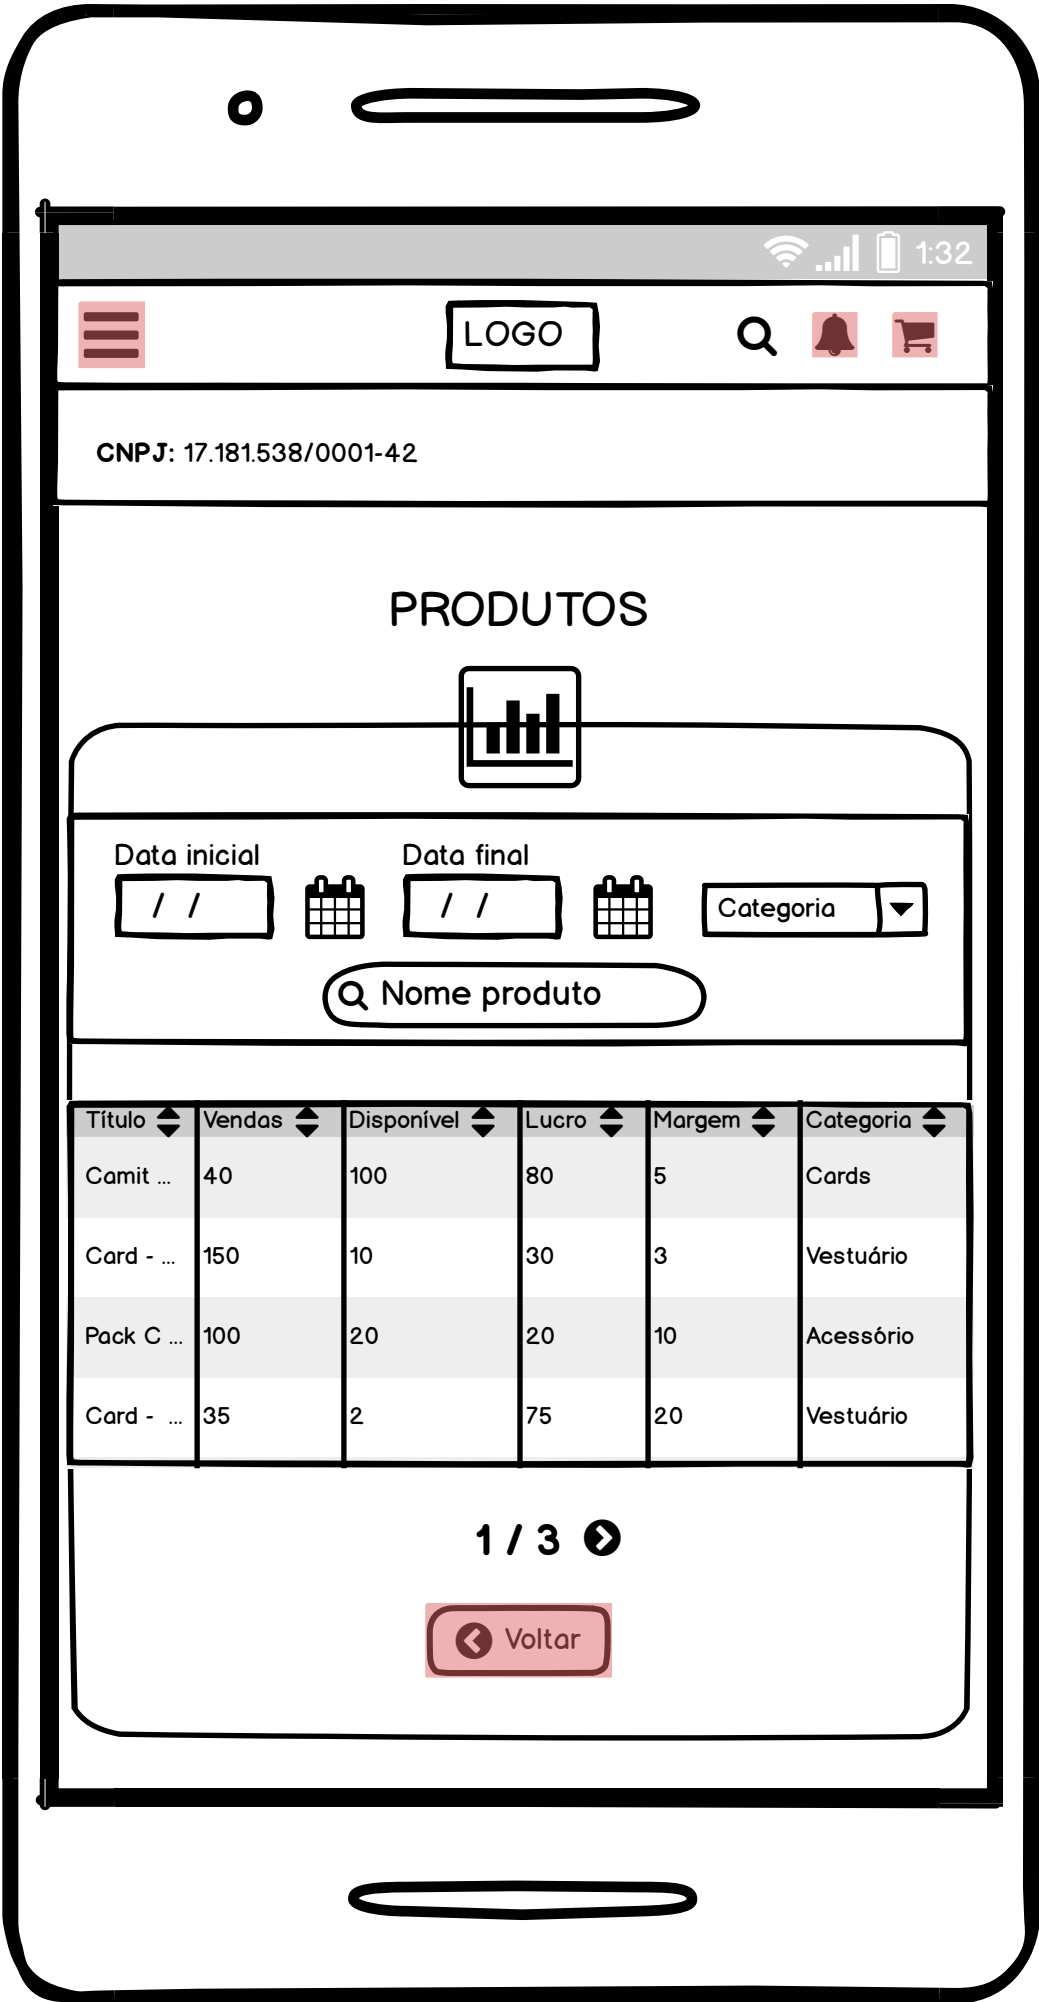 1:32
LOGO
CNPJ: 17.181.538/0001-42
PRODUTOS
Data inicial Data final
/ / / / Categoria
Nome produto
Título Vendas Disponível Lucro Margem Categoria
Camit ... 40 100 80 5 Cards
Card - ... 150 10 30 3 Vestuário
Pack C ... 100 20 20 10 Acessório
Card - ... 35 2 75 20 Vestuário
1 / 3
Voltar